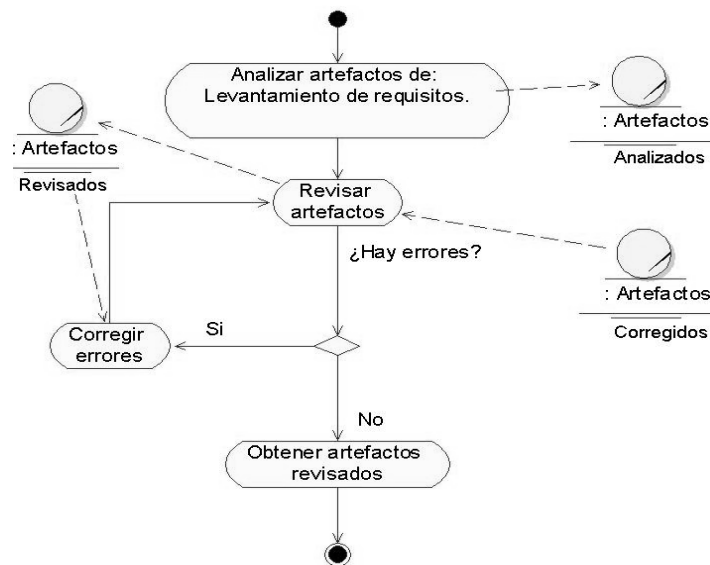 Analizar artefactos de:
Levantamiento de requisitos.
: Artefactos
Analizados
: Artefactos
Revisados
Revisar
artefactos
¿Hay errores?
: Artefactos
Corregidos
Si
Corregir
errores
No
Obtener artefactos
revisados